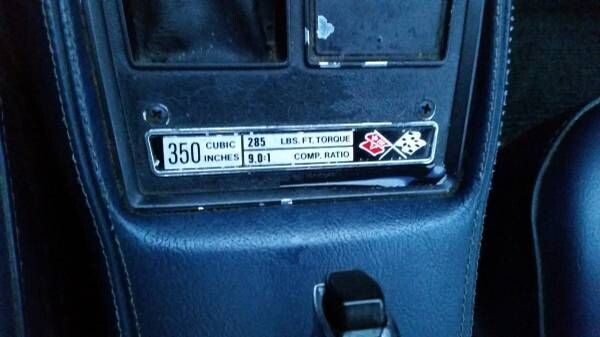 350 CUBIC INCHES
285 LBS. FT. TORQUE
9.0:1 COMP. RATIO